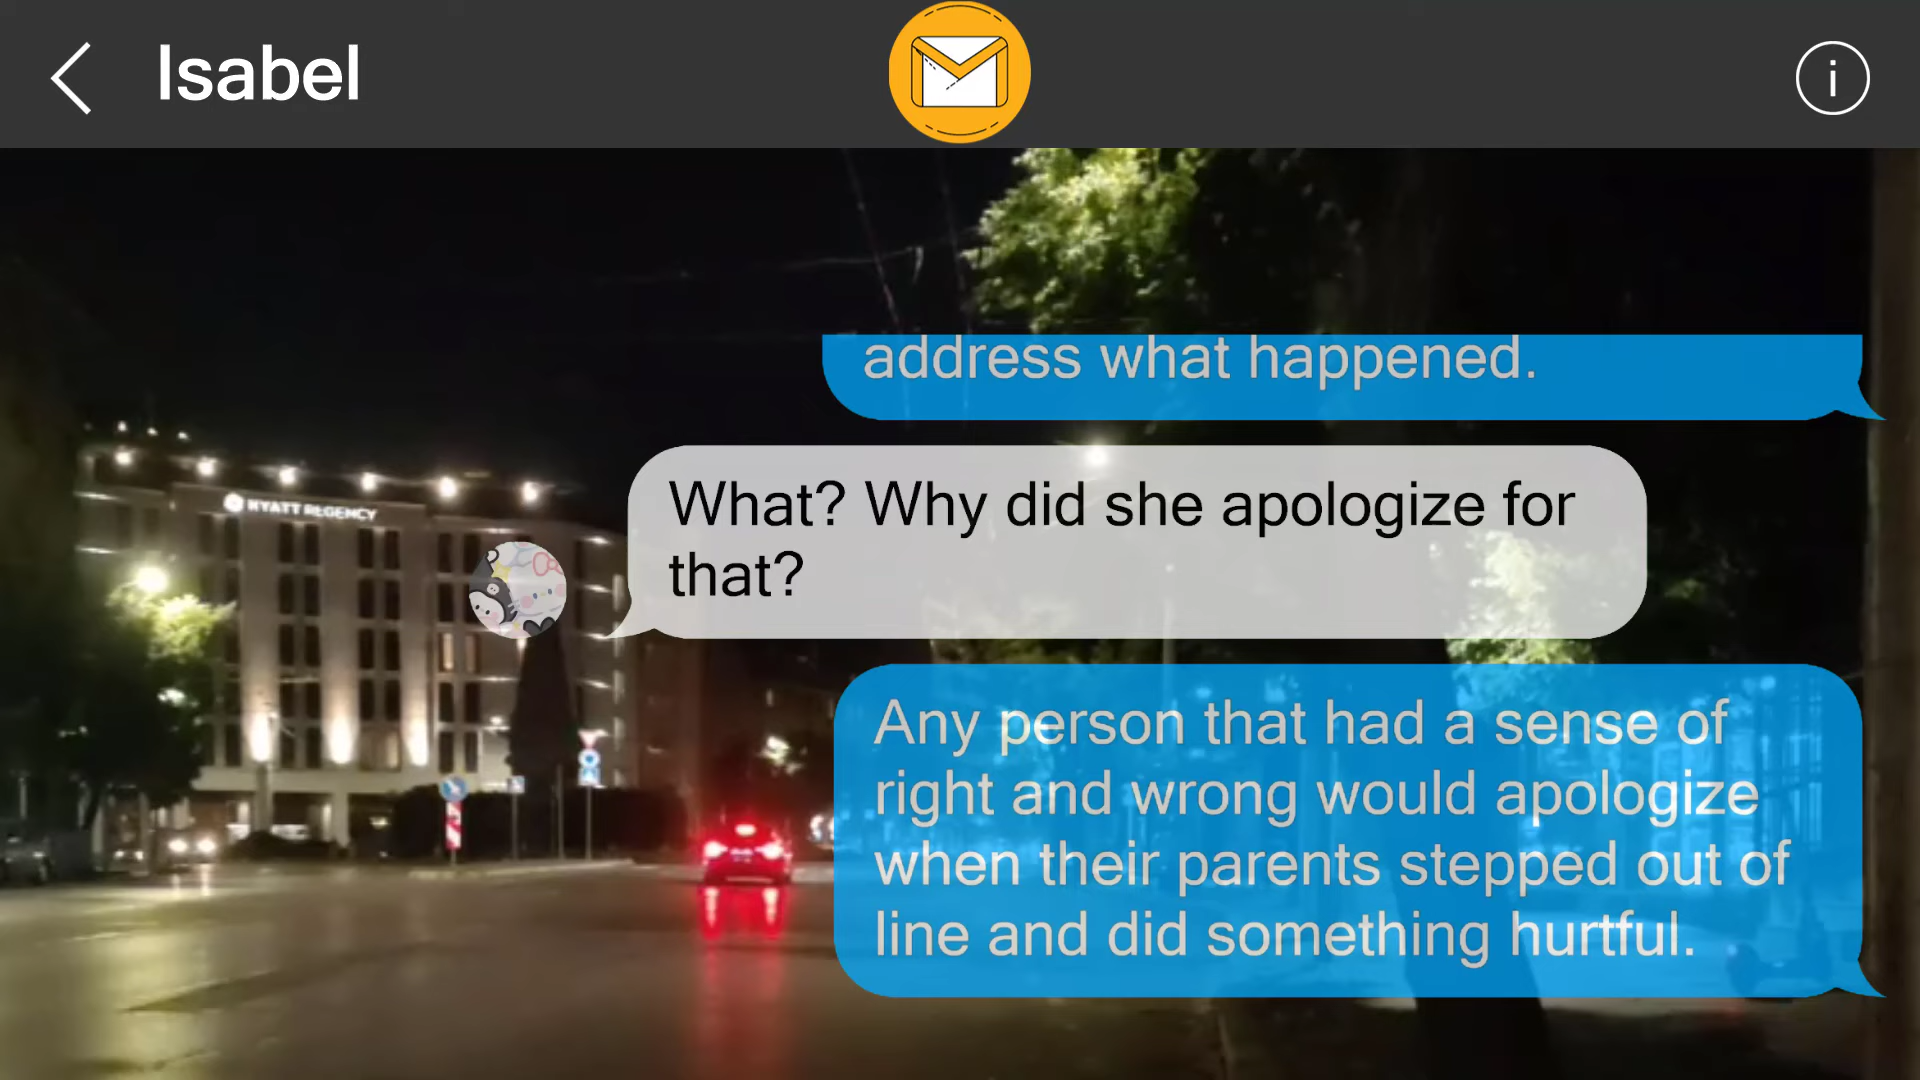 Isabel
i
address what happened.
What? Why did she apologize for
that?
HYATT REGENCY
Any person that had a sense of
right and wrong would apologize
when their parents stepped out of
line and did something hurtful.